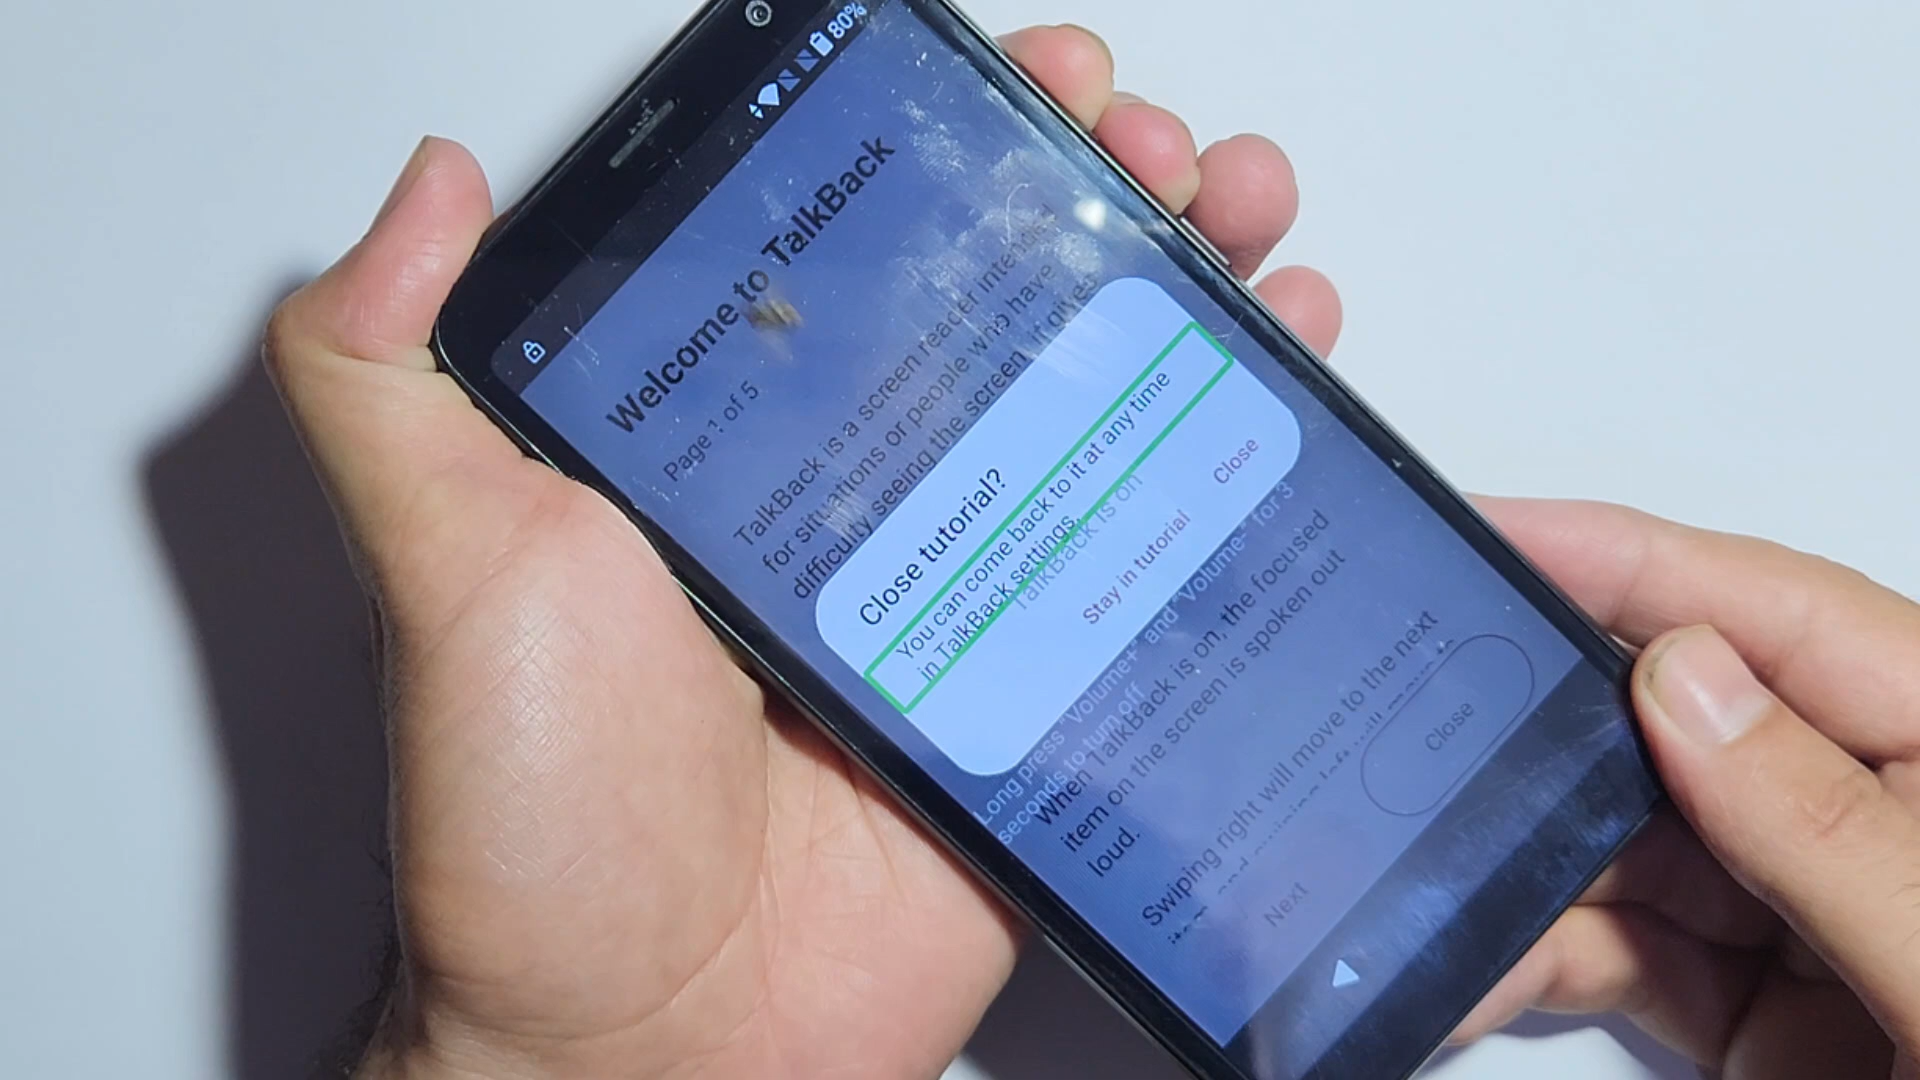 80%
Welcome to TalkBack
Page 1 of 5
TalkBack is a screen reader intended
for situations or people who have
difficulty seeing the screen. It gives
Close tutorial?
You can come back to it at any time
in TalkBack settings.
Stay in tutorial
Close
TalkBack is on
Long press "Volume+" and "Volume-" for 3
seconds to turn off
When TalkBack is on, the focused
item on the screen is spoken out
loud.
Swiping right will move to the next
Close
Next